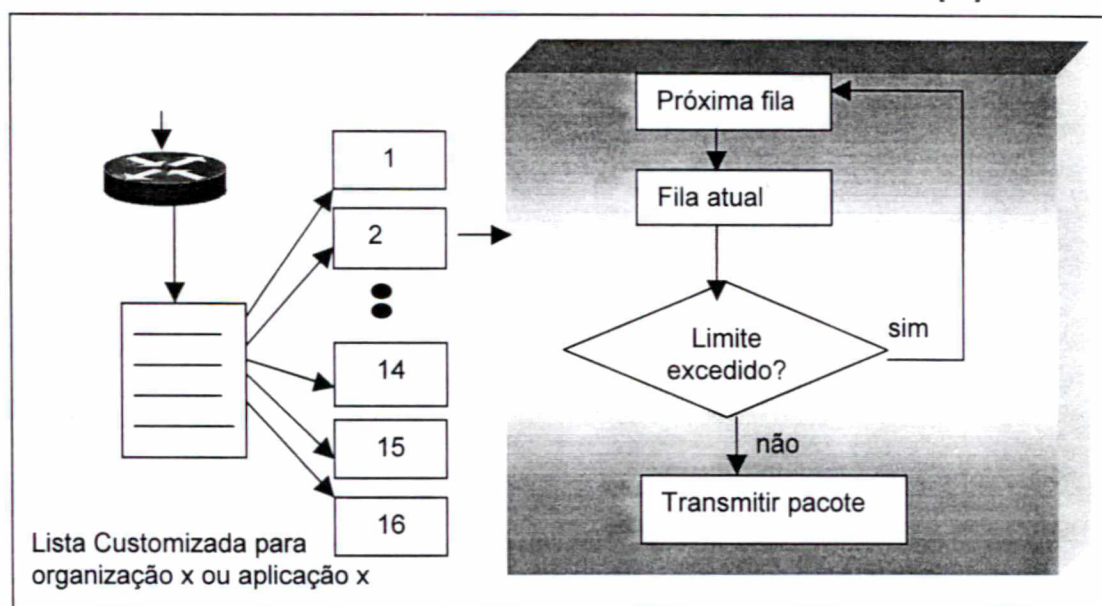 1
2
14
15
16
Lista Customizada para
organização x ou aplicação x
Próxima fila
Fila atual
Limite
excedido?
sim
não
Transmitir pacote